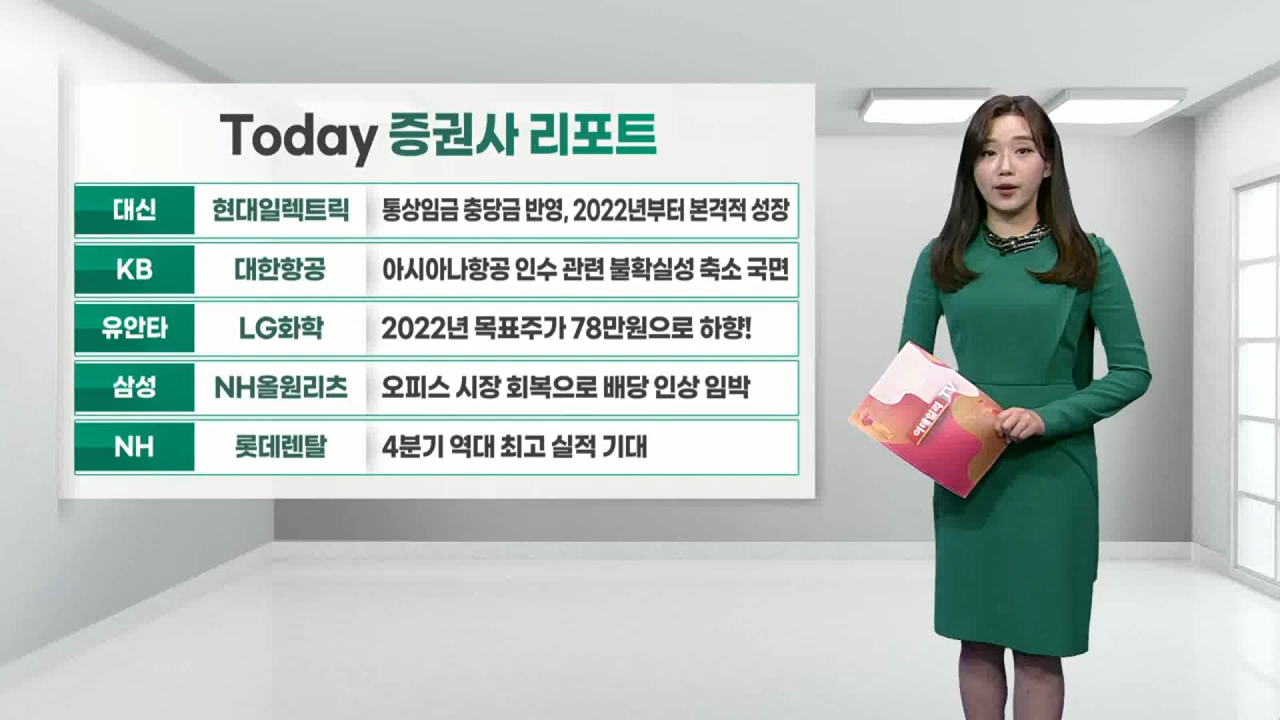 Today 증권사 리포트
대신 현대일렉트릭 통상임금 충당금 반영, 2022년부터 본격적 성장
KB 대한항공 아시아나항공 인수 관련 불확실성 축소 국면
유안타 LG화학 2022년 목표주가 78만원으로 하향!
삼성 NH올원리츠 오피스 시장 회복으로 배당 인상 임박
NH 롯데렌탈 4분기 역대 최고 실적 기대
이데일리 TV